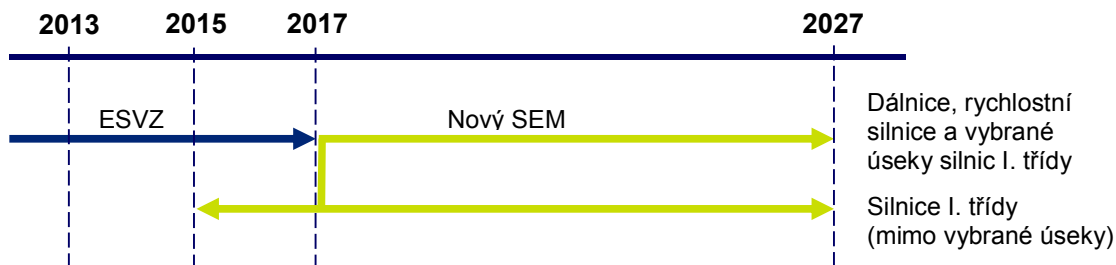 2013 2015 2017 2027
ESVZ Nový SEM
Dálnice, rychlostní
silnice a vybrané
úseky silnic I. třídy
Silnice I. třídy
(mimo vybrané úseky)